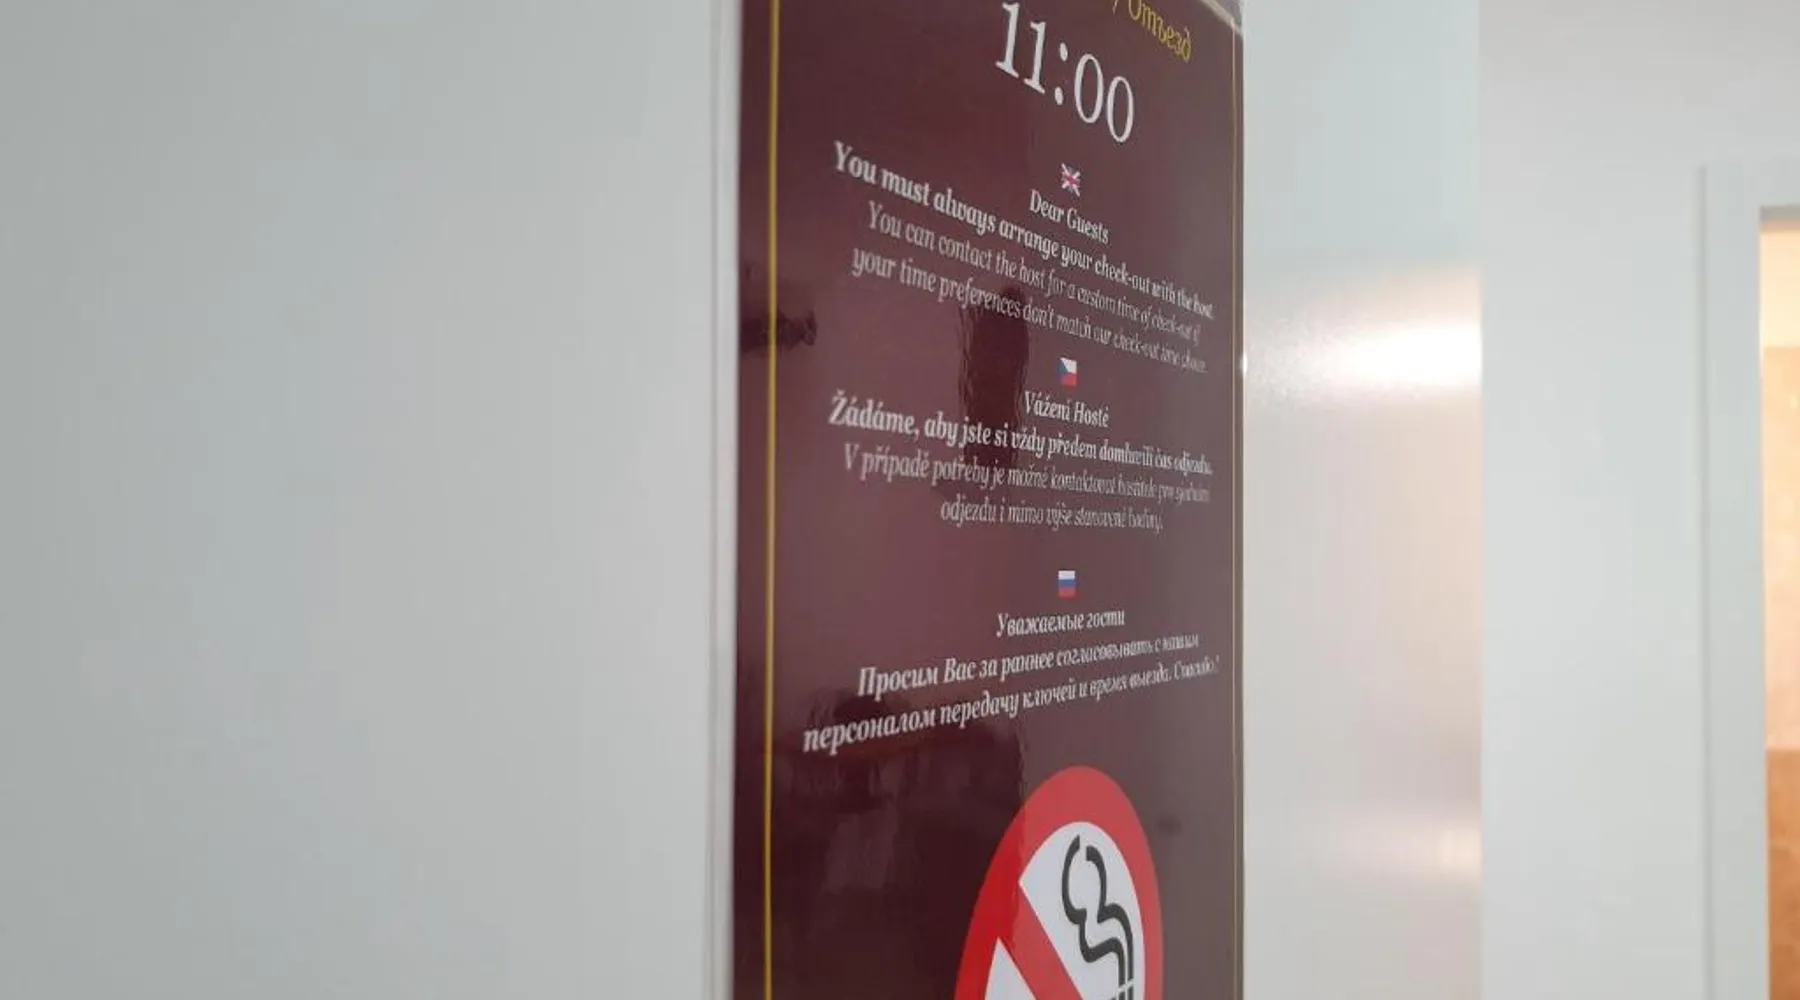 / Отъезд
11:00
Dear Guests
You must always arrange your check-out with the host.
You can contact the host for a custom time of check-out if
your time preferences don't match our check-out time above.
Vážení Hosté
Žádáme, aby jste si vždy předem domluvili čas odjezdu.
V případě potřeby je možné kontaktovat hostitele pro
odjezdu i mimo výše stanovené hodiny.
Уважаемые гости
Просим Вас за раннее согласовывать с нашим
персоналом передачу ключей и время выезда. Спасибо!